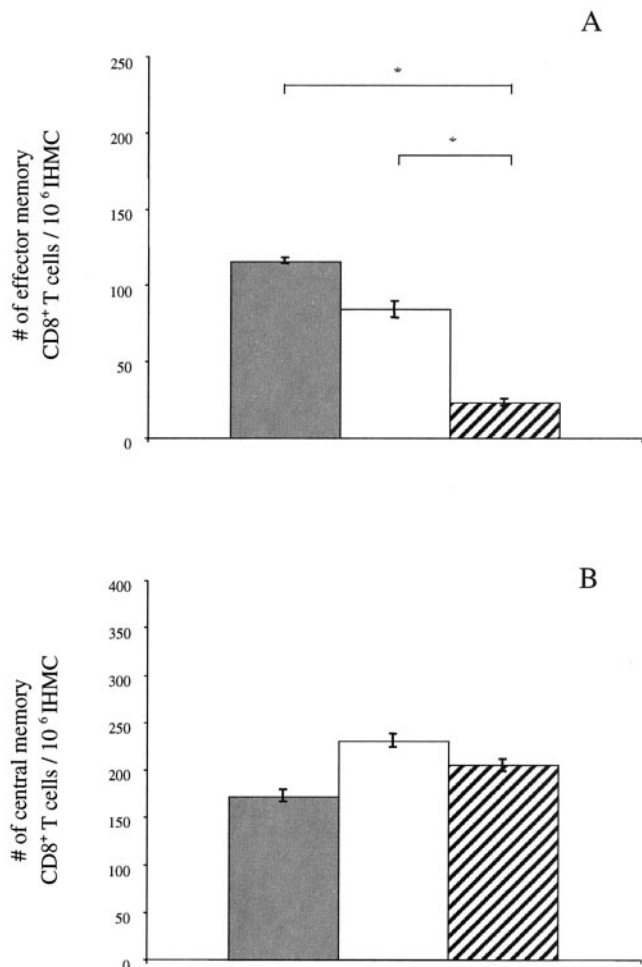 A
250
200
150
100
50
0
# of effector memory
CD8⁺ T cells / 10⁶ IHMC
*
*
B
400
350
300
250
200
150
100
50
0
# of central memory
CD8⁺ T cells / 10⁶ IHMC